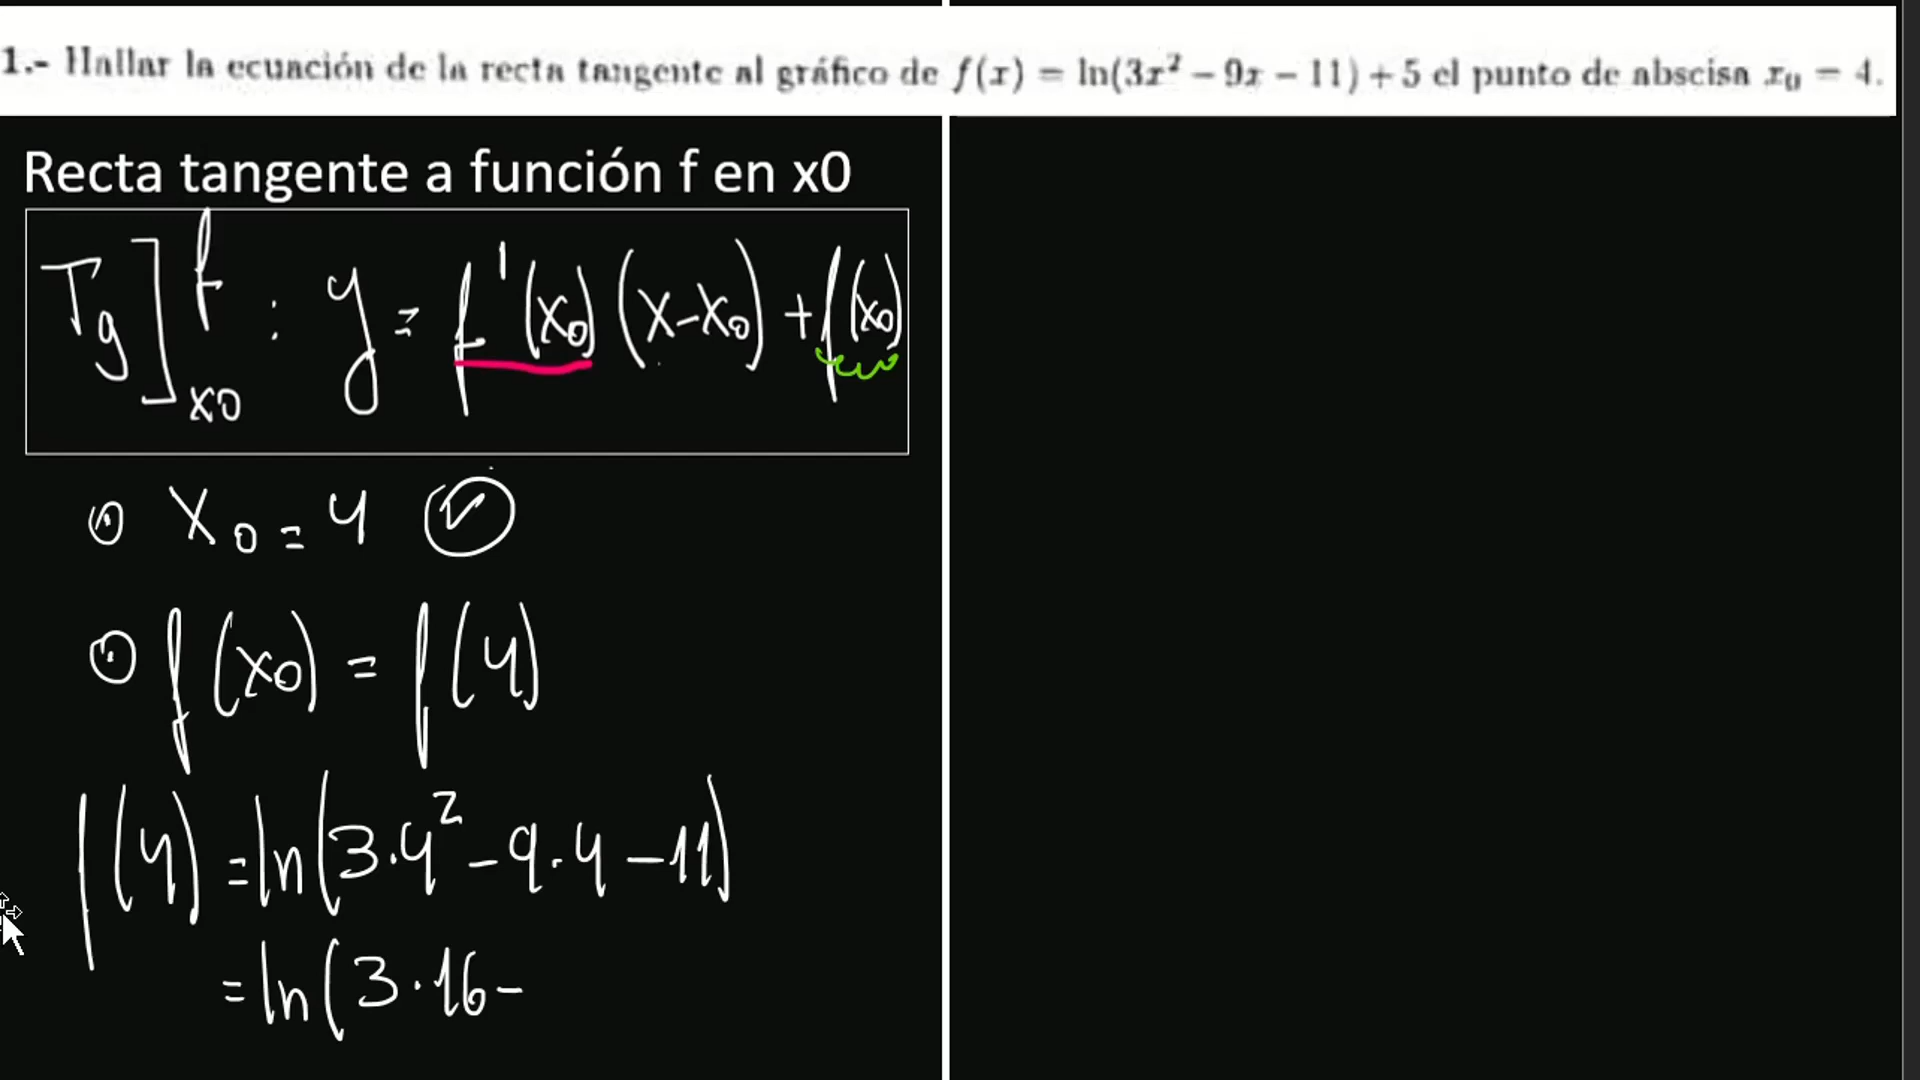 1.- Hallar la ecuación de la recta tangente al gráfico de f(x) = ln(3x² − 9x − 11) + 5 el punto de abscisa x₀ = 4.
Recta tangente a función f en x0
Tg]f x0 : y = f'(x0)(x-x0) + f(x0)
x0 = 4
f(x0) = f(4)
f(4) = ln(3·4² - 9·4 - 11)
= ln(3·16 -